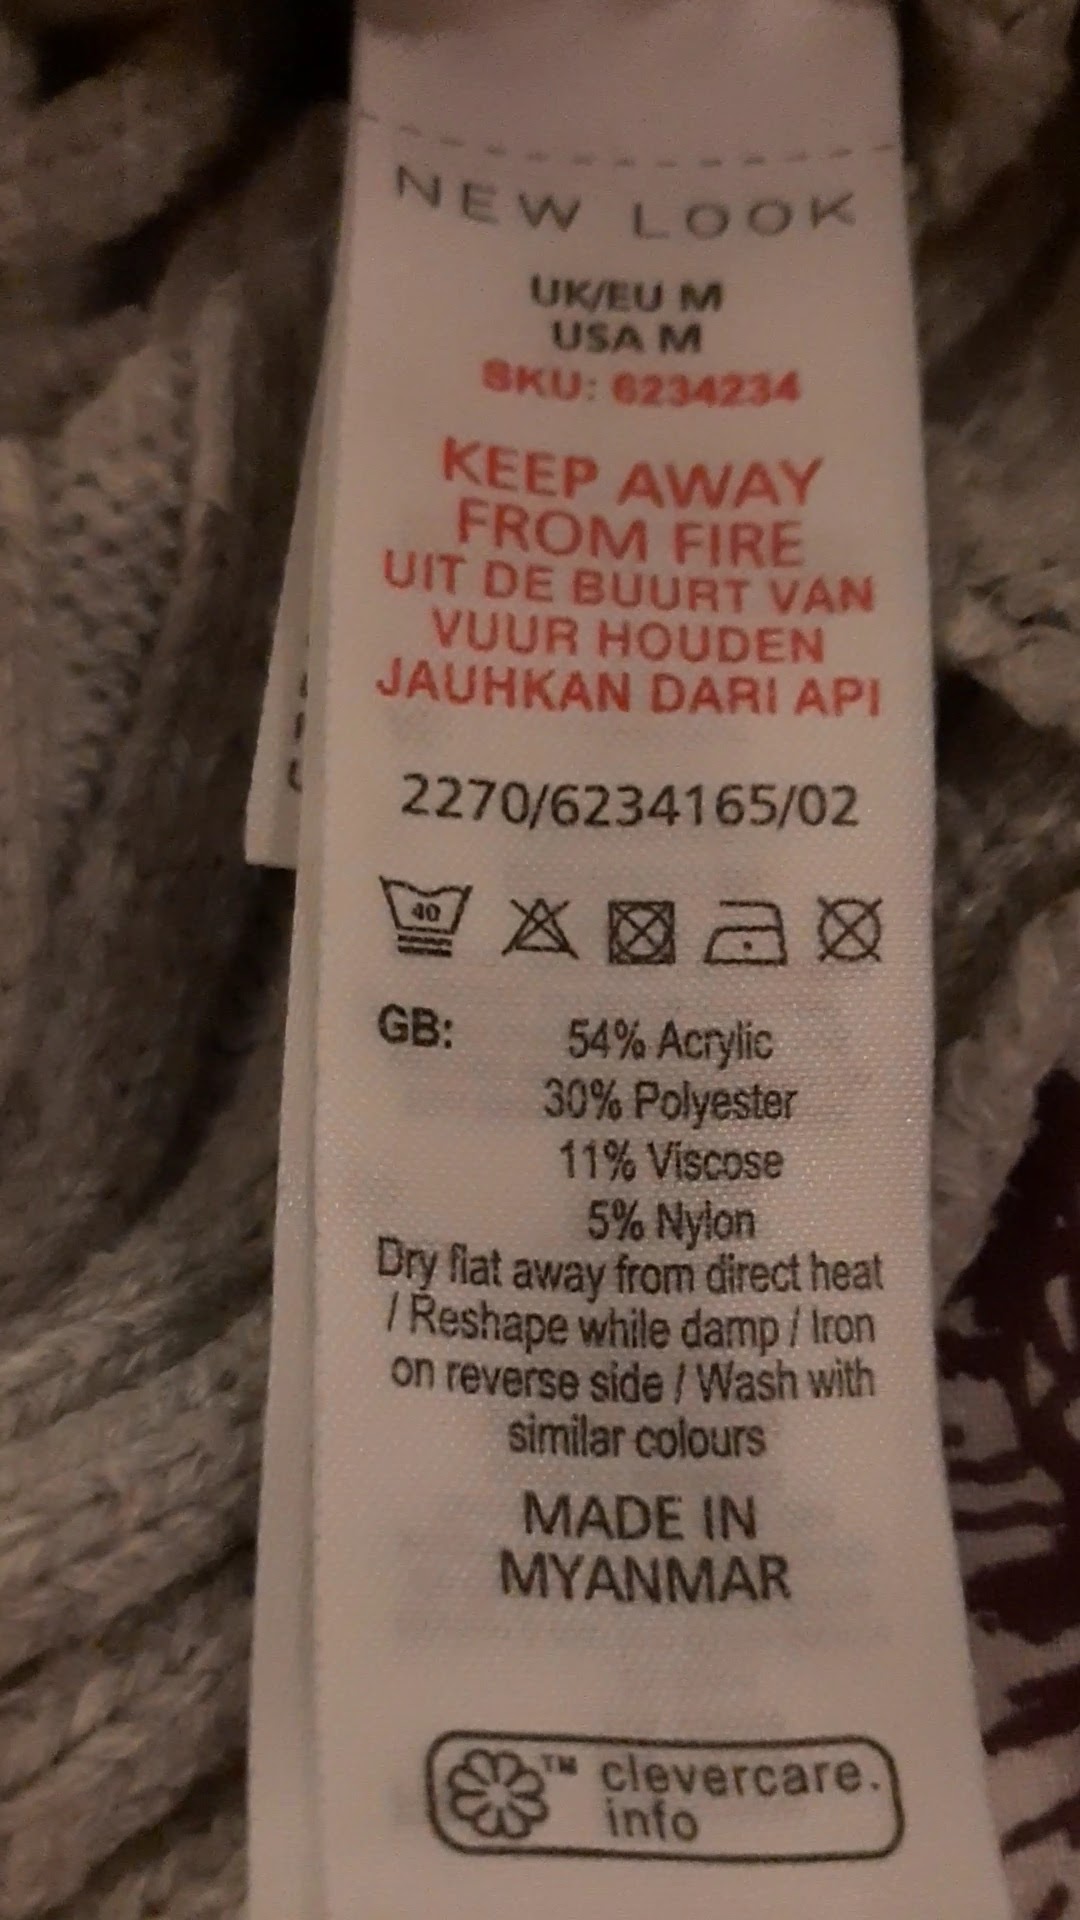 NEW LOOK
UK/EU M
USA M
SKU: 6234234
KEEP AWAY
FROM FIRE
UIT DE BUURT VAN
VUUR HOUDEN
JAUHKAN DARI API
2270/6234165/02
40
GB: 54% Acrylic
30% Polyester
11% Viscose
5% Nylon
Dry flat away from direct heat
/ Reshape while damp / Iron
on reverse side / Wash with
similar colours
MADE IN
MYANMAR
™ clevercare.
info